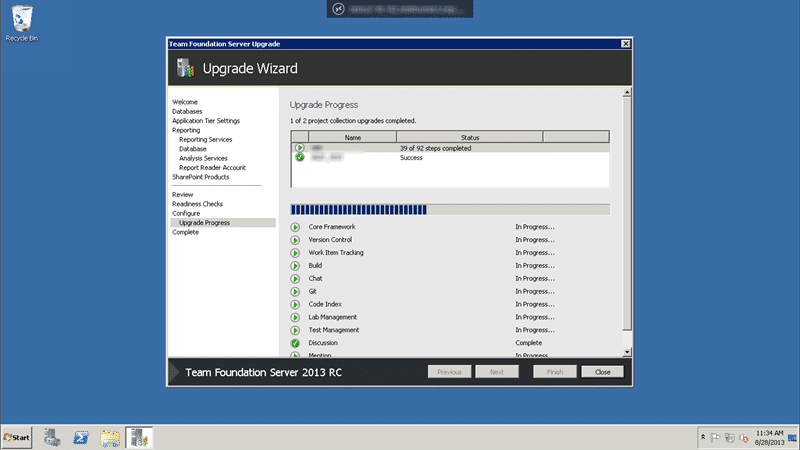 Recycle Bin
Team Foundation Server Upgrade
Upgrade Wizard
Welcome
Databases
Application Tier Settings
Reporting
Reporting Services
Database
Analysis Services
Report Reader Account
SharePoint Products
Review
Readiness Checks
Configure
Upgrade Progress
Complete
Upgrade Progress
1 of 2 project collection upgrades completed.
Name Status
39 of 92 steps completed
Success
Core Framework In Progress...
Version Control In Progress...
Work Item Tracking In Progress...
Build In Progress...
Chat In Progress...
Git In Progress...
Code Index In Progress...
Lab Management In Progress...
Test Management In Progress...
Discussion Complete
Mention In Progress...
Team Foundation Server 2013 RC
Previous Next Finish Close
Start
11:34 AM
8/28/2013